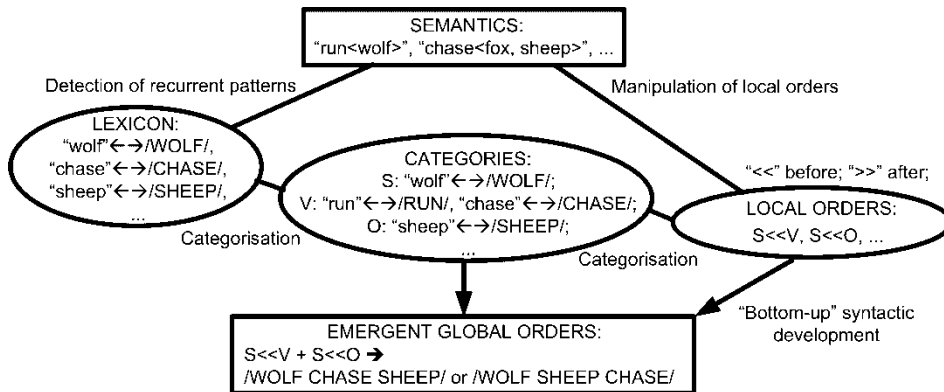 SEMANTICS:
“run<wolf>”, “chase<fox, sheep>”, ...
Detection of recurrent patterns
Manipulation of local orders
LEXICON:
“wolf”←→/WOLF/,
“chase”←→/CHASE/,
“sheep”←→/SHEEP/,
...
CATEGORIES:
S: “wolf”←→/WOLF/;
V: “run”←→/RUN/, “chase”←→/CHASE/;
O: “sheep”←→/SHEEP/;
...
“<<” before; “>>” after;
LOCAL ORDERS:
S<<V, S<<O, ...
Categorisation
Categorisation
“Bottom-up” syntactic
development
EMERGENT GLOBAL ORDERS:
S<<V + S<<O ➔
/WOLF CHASE SHEEP/ or /WOLF SHEEP CHASE/